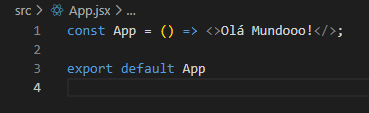 src > App.jsx > ...
1 const App = () => <>Olá Mundooo!</>;
2
3 export default App
4